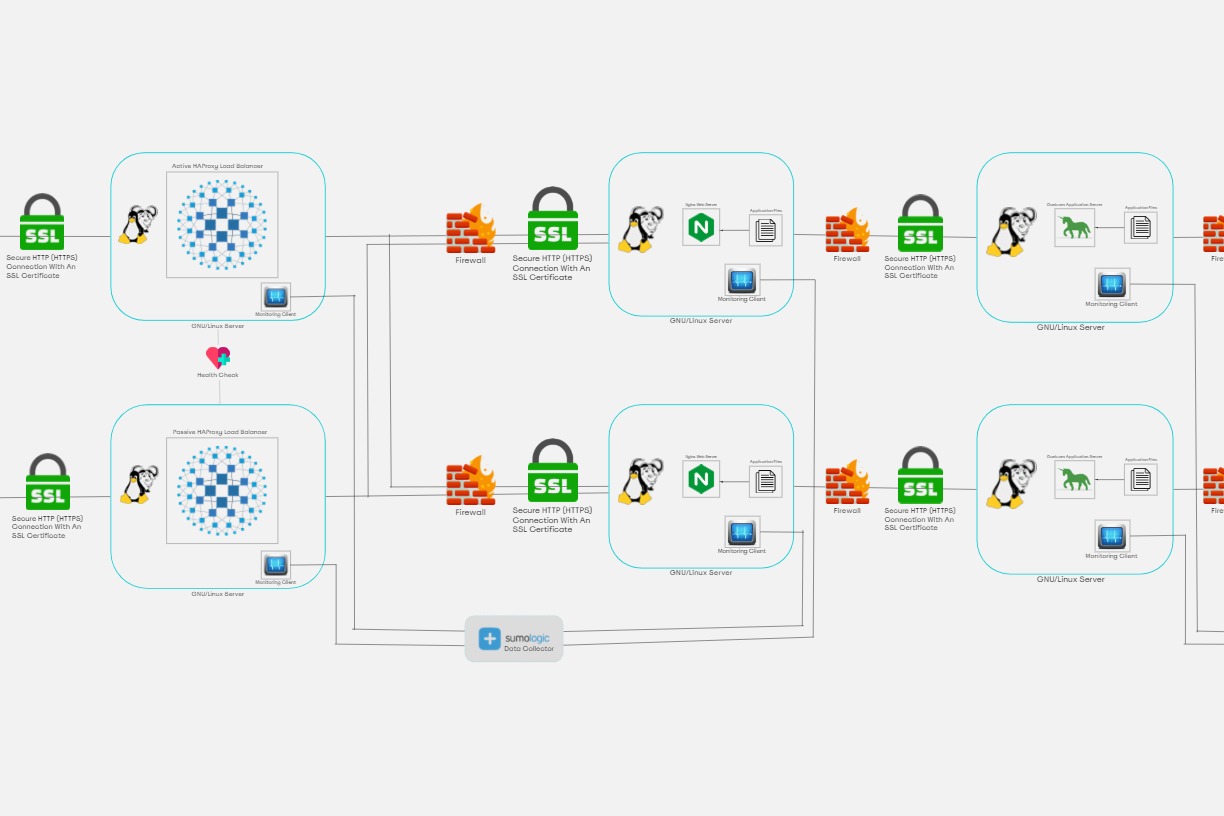 Active HAProxy Load Balancer
SSL
Secure HTTP (HTTPS)
Connection With An
SSL Certificate
Monitoring Client
GNU/Linux Server
Health Check
Firewall
SSL
Secure HTTP (HTTPS)
Connection With An
SSL Certificate
Nginx Web Server
Application Files
N
Monitoring Client
GNU/Linux Server
Firewall
SSL
Secure HTTP (HTTPS)
Connection With An
SSL Certificate
Gunicorn Application Server
Application Files
Monitoring Client
GNU/Linux Server
Fire
Passive HAProxy Load Balancer
SSL
Secure HTTP (HTTPS)
Connection With An
SSL Certificate
Monitoring Client
GNU/Linux Server
Firewall
SSL
Secure HTTP (HTTPS)
Connection With An
SSL Certificate
Nginx Web Server
Application Files
N
Monitoring Client
GNU/Linux Server
Firewall
SSL
Secure HTTP (HTTPS)
Connection With An
SSL Certificate
Gunicorn Application Server
Application Files
Monitoring Client
GNU/Linux Server
Fire
sumologic
Data Collector